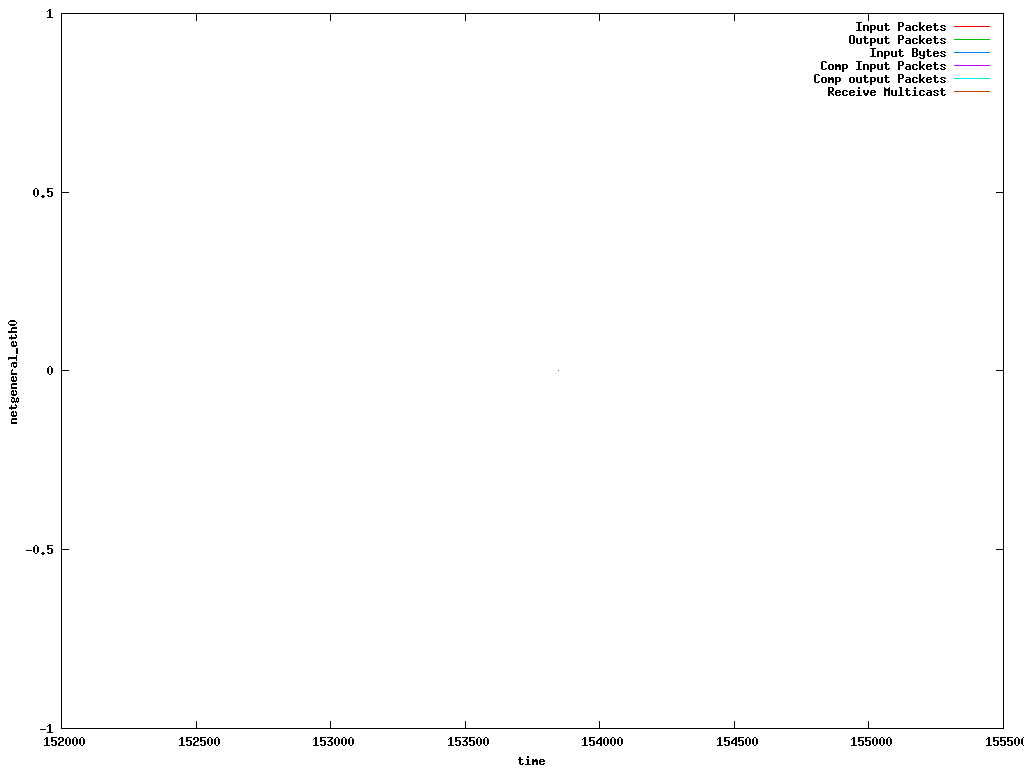 1
0.5
0
-0.5
-1
152000 152500 153000 153500 154000 154500 155000 15550
time
netgeneral_eth0
Input Packets
Output Packets
Input Bytes
Comp Input Packets
Comp output Packets
Receive Multicast